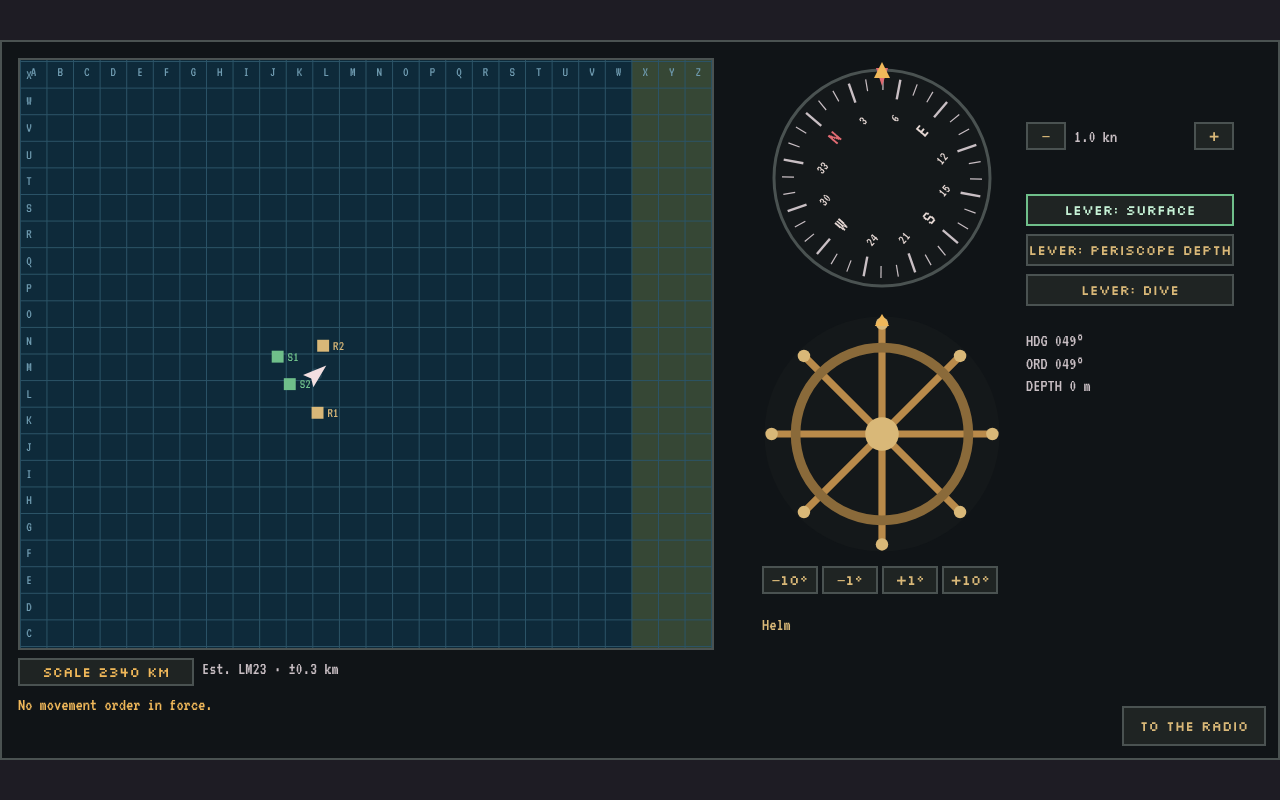 A B C D E F G H I J K L M N O P Q R S T U V W X Y Z
X
W
V
U
T
S
R
Q
P
O
N
M
L
K
J
I
H
G
F
E
D
C
S1
R2
S2
R1
SCALE 2340 KM
Est. LM23 · ±0.3 km
No movement order in force.
N 3 6 E 12 15 S 21 24 W 30 33
−10° −1° +1° +10°
Helm
− 1.0 kn +
LEVER: SURFACE
LEVER: PERISCOPE DEPTH
LEVER: DIVE
HDG 049°
ORD 049°
DEPTH 0 m
TO THE RADIO